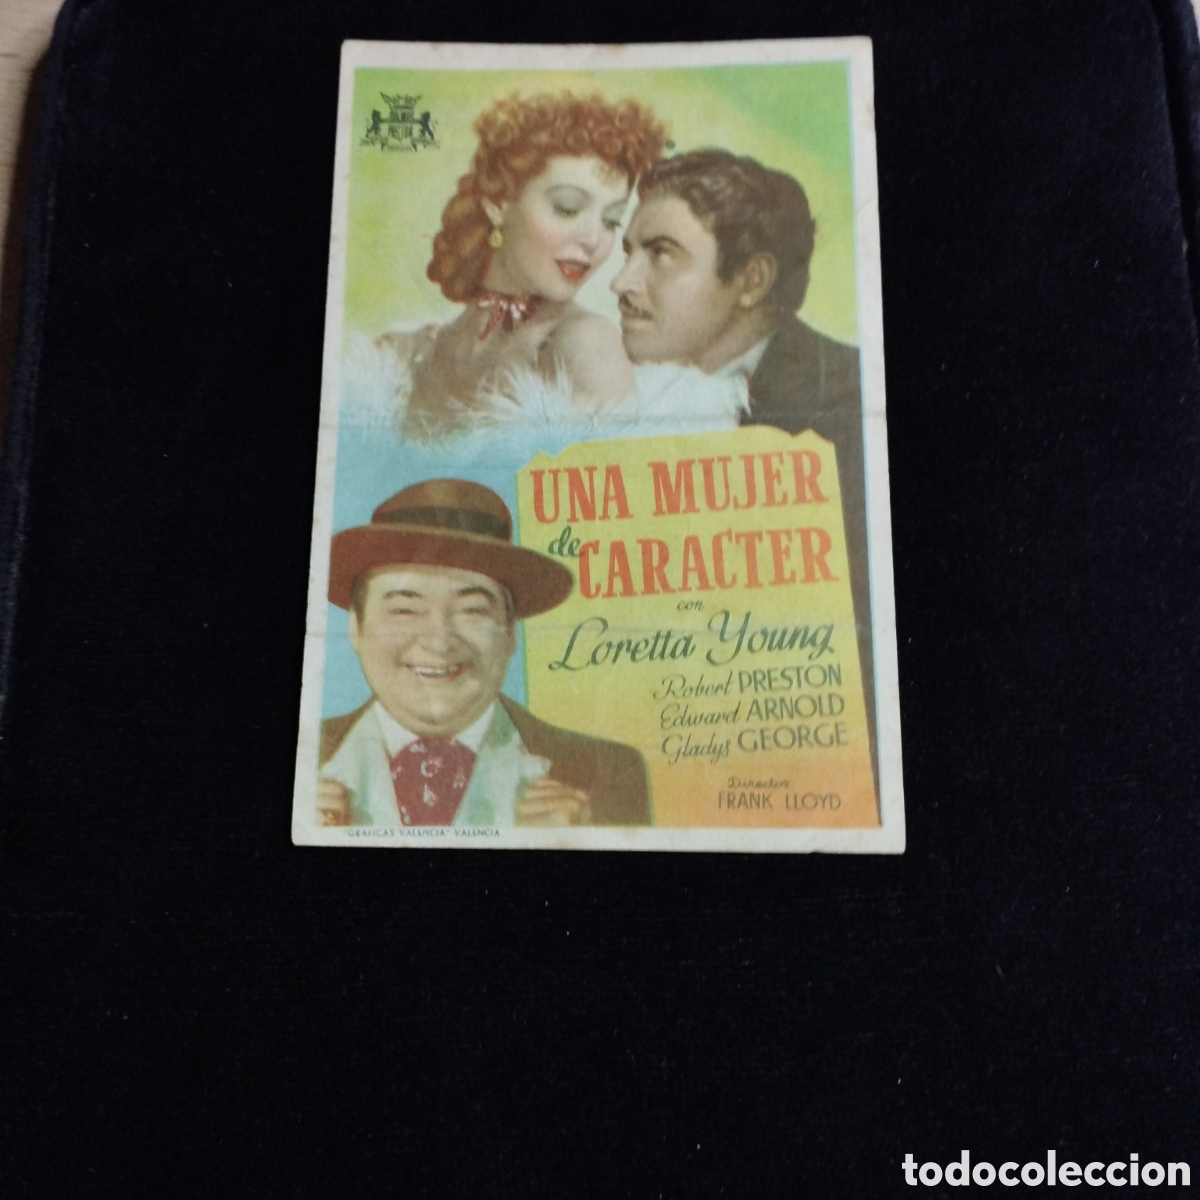 UNA MUJER
de CARACTER
con
Loretta Young
Robert PRESTON
Edward ARNOLD
Gladys GEORGE
Director
FRANK LLOYD
"GRAFICAS VALENCIA" VALENCIA
todocoleccion